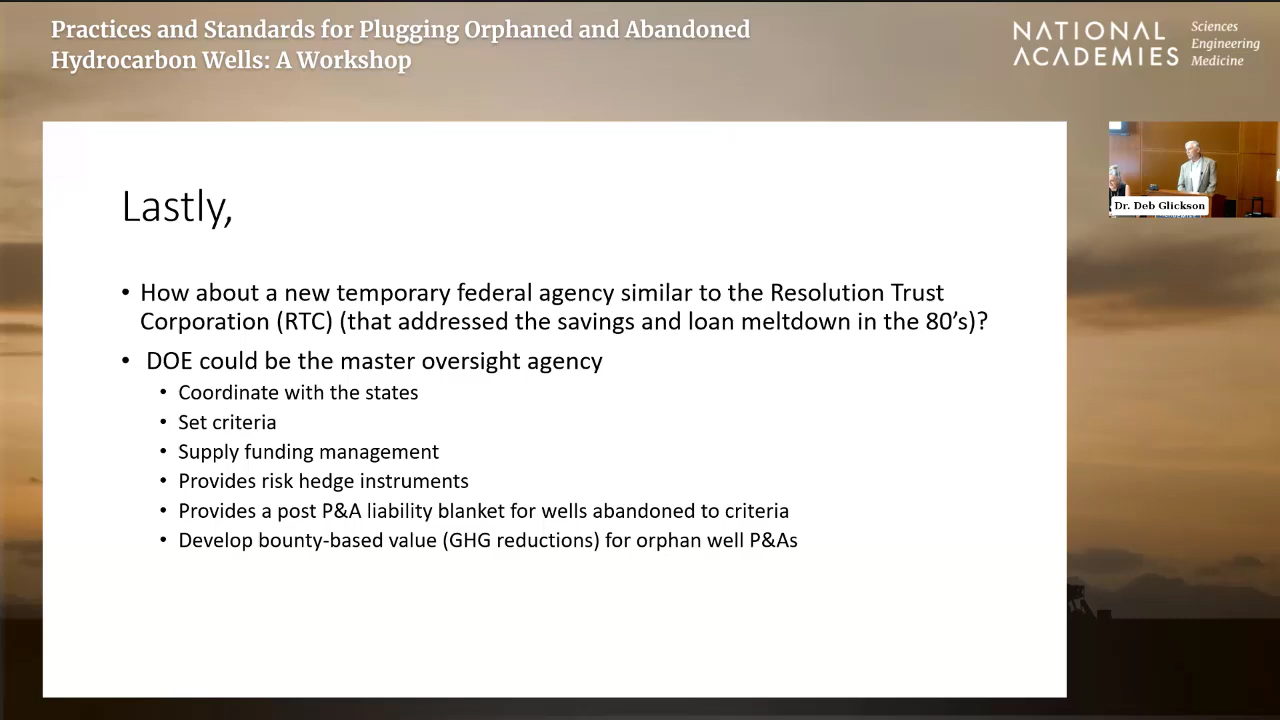 Practices and Standards for Plugging Orphaned and Abandoned
Hydrocarbon Wells: A Workshop
NATIONAL
ACADEMIES
Sciences
Engineering
Medicine
Lastly,
• How about a new temporary federal agency similar to the Resolution Trust
Corporation (RTC) (that addressed the savings and loan meltdown in the 80’s)?
• DOE could be the master oversight agency
• Coordinate with the states
• Set criteria
• Supply funding management
• Provides risk hedge instruments
• Provides a post P&A liability blanket for wells abandoned to criteria
• Develop bounty-based value (GHG reductions) for orphan well P&As
Dr. Deb Glickson